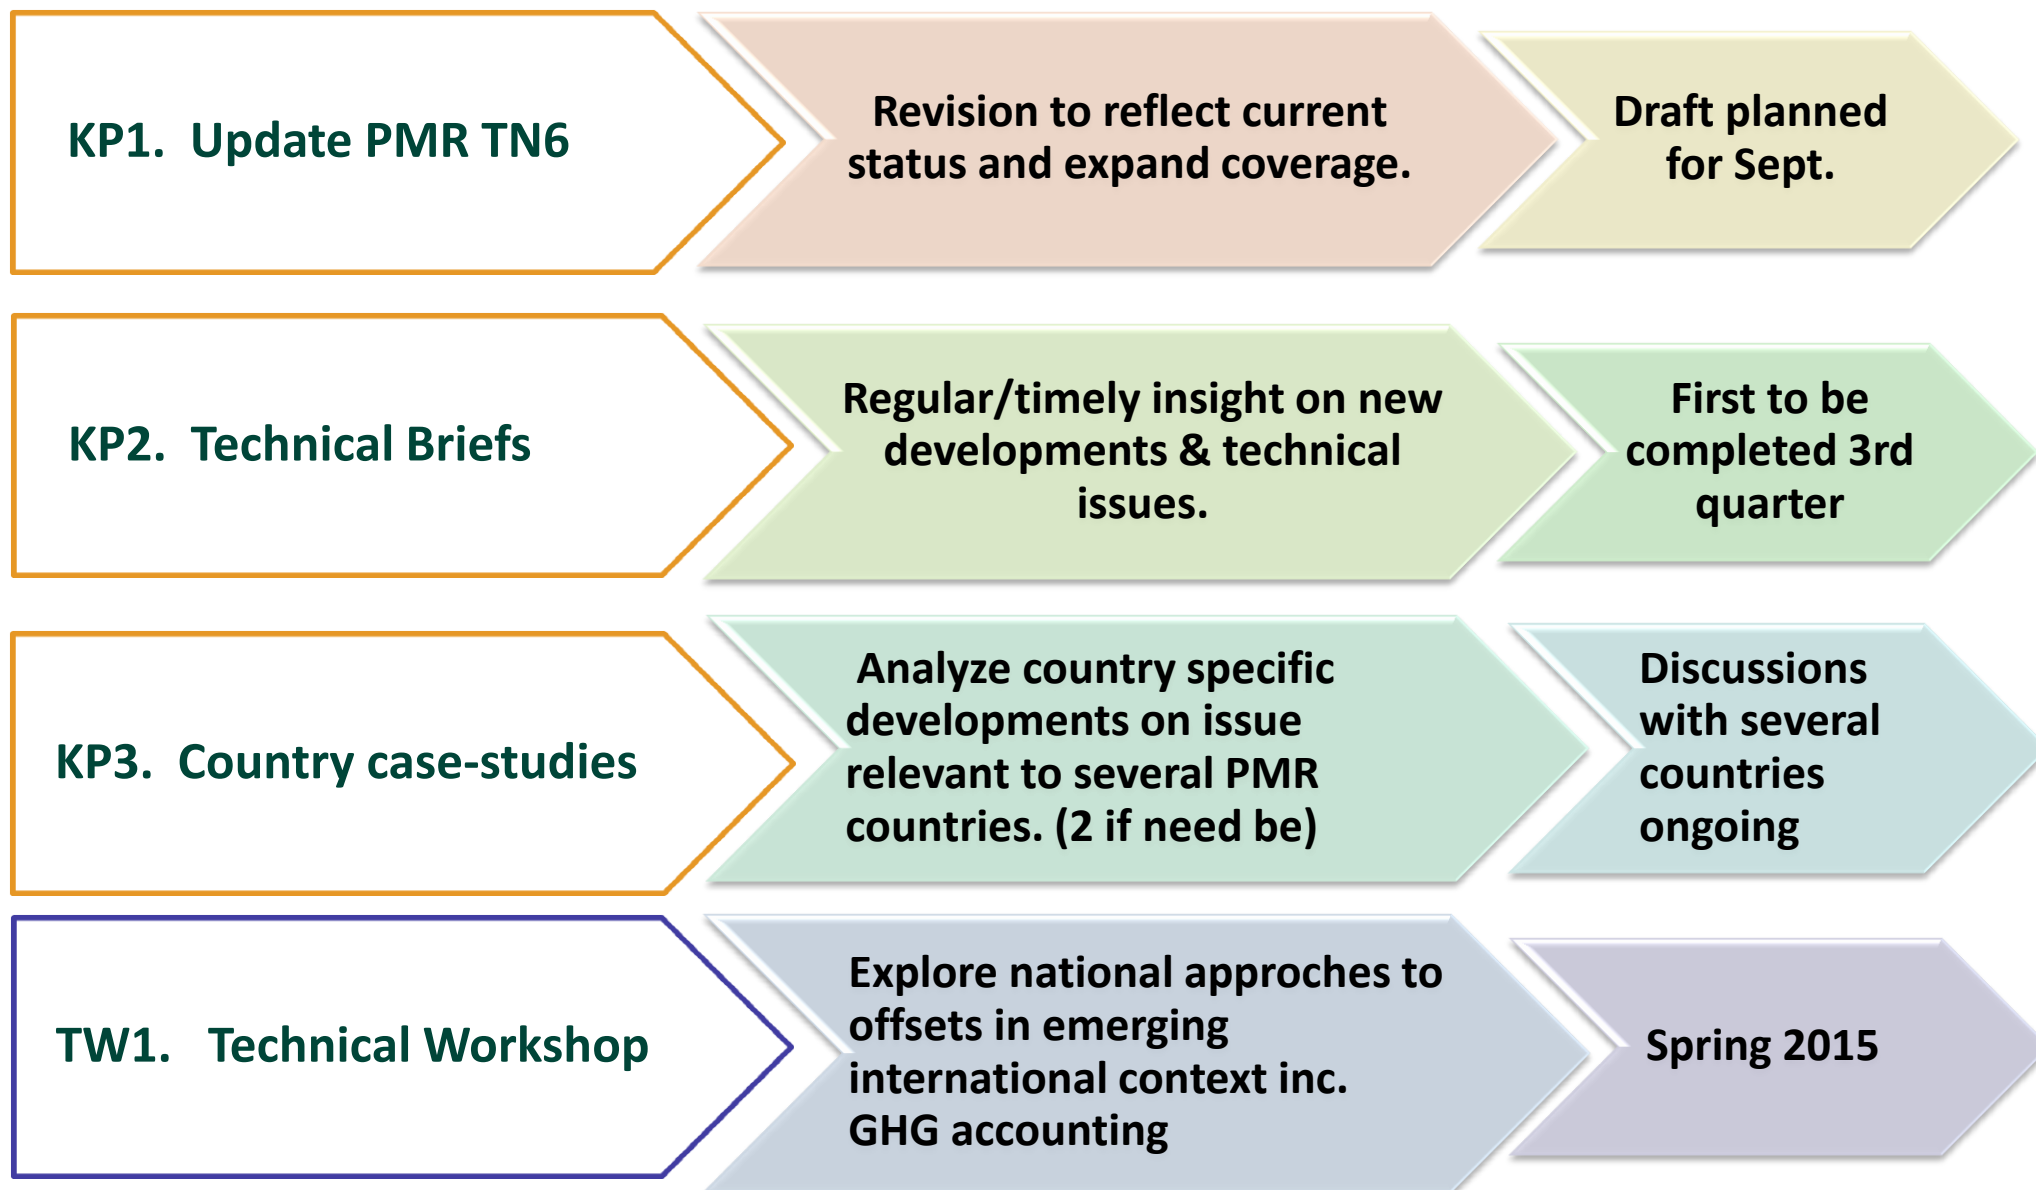 KP1. Update PMR TN6
Revision to reflect current
status and expand coverage.
Draft planned
for Sept.
KP2. Technical Briefs
Regular/timely insight on new
developments & technical
issues.
First to be
completed 3rd
quarter
KP3. Country case-studies
Analyze country specific
developments on issue
relevant to several PMR
countries. (2 if need be)
Discussions
with several
countries
ongoing
TW1. Technical Workshop
Explore national approches to
offsets in emerging
international context inc.
GHG accounting
Spring 2015